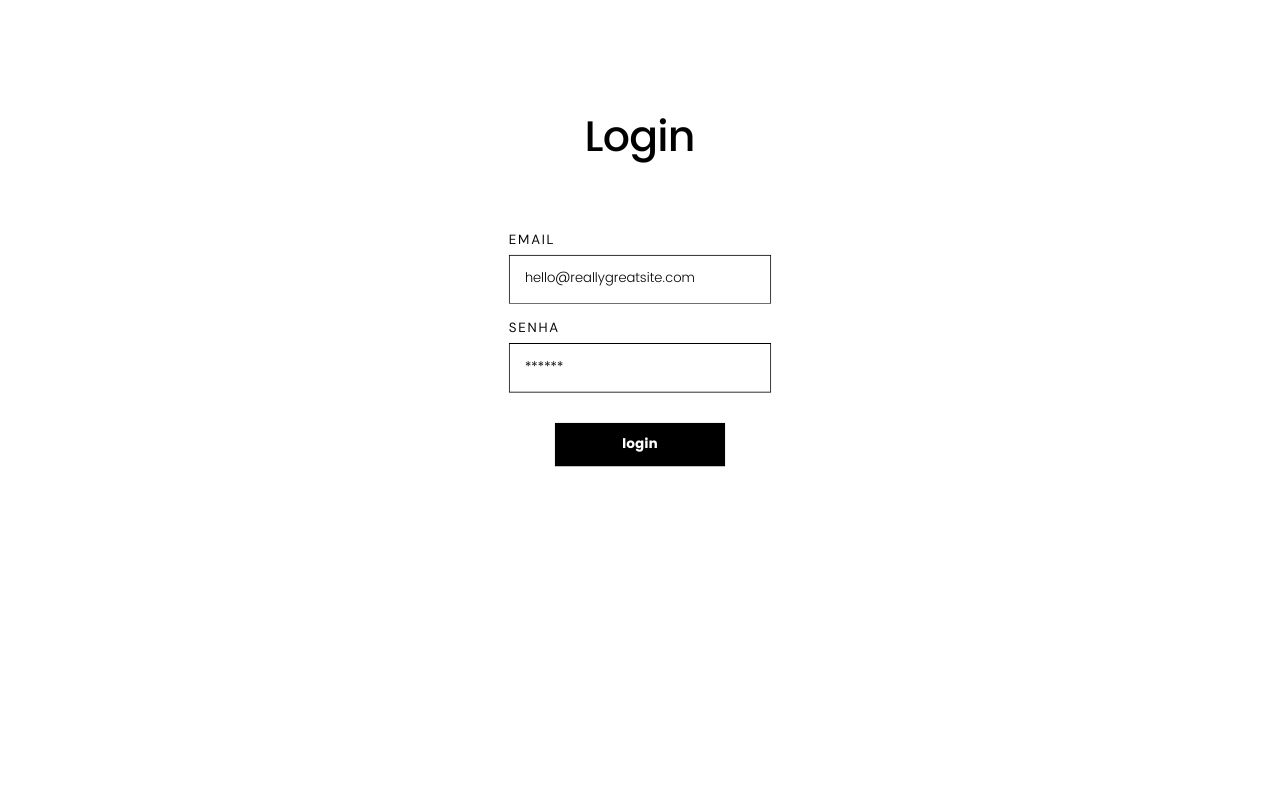 Login
EMAIL
hello@reallygreatsite.com
SENHA
******
login